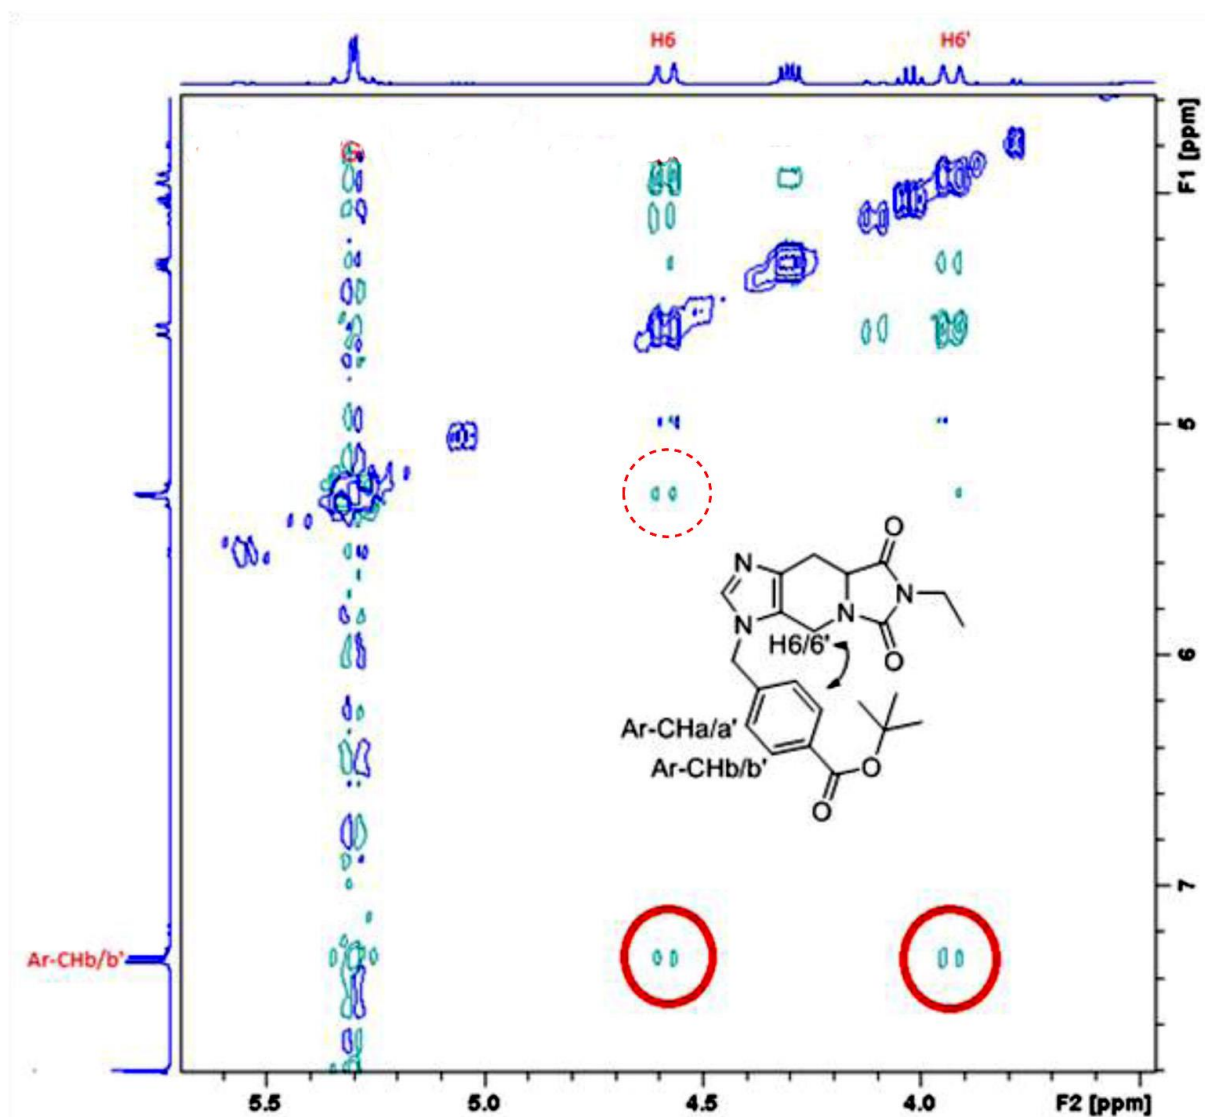 H6 H6'
F1 [ppm]
5
6
7
Ar-CHb/b'
5.5 5.0 4.5 4.0 F2 [ppm]
N
N
H6/6'
N
O
N
O
Ar-CHa/a'
Ar-CHb/b'
O
O